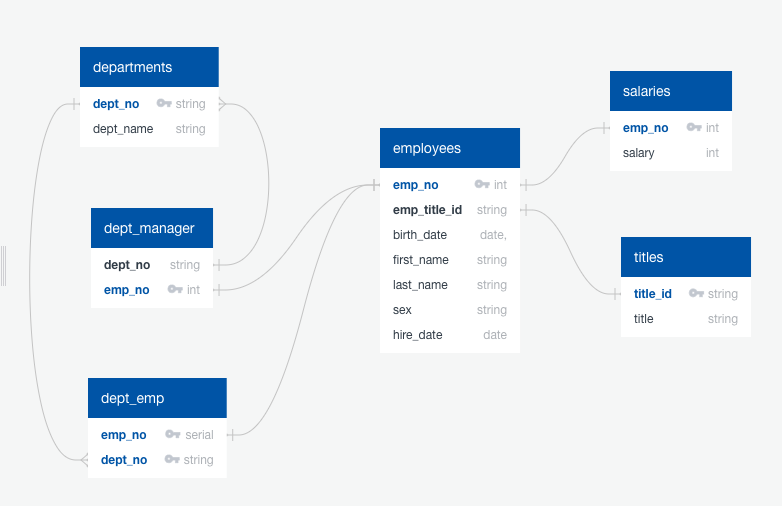 departments
dept_no string
dept_name string
dept_manager
dept_no string
emp_no int
dept_emp
emp_no serial
dept_no string
employees
emp_no int
emp_title_id string
birth_date date,
first_name string
last_name string
sex string
hire_date date
salaries
emp_no int
salary int
titles
title_id string
title string